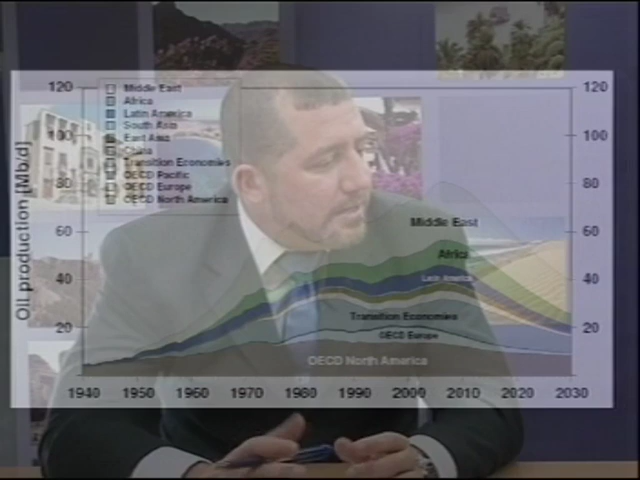 120
100
80
60
40
20
Oil production [Mb/d]
Middle East
Africa
Latin America
South Asia
East Asia
China
Transition Economies
OECD Pacific
OECD Europe
OECD North America
120
100
80
60
40
20
Middle East
Africa
Latin America
Transition Economies
OECD Europe
OECD North America
1940 1950 1960 1970 1980 1990 2000 2010 2020 2030